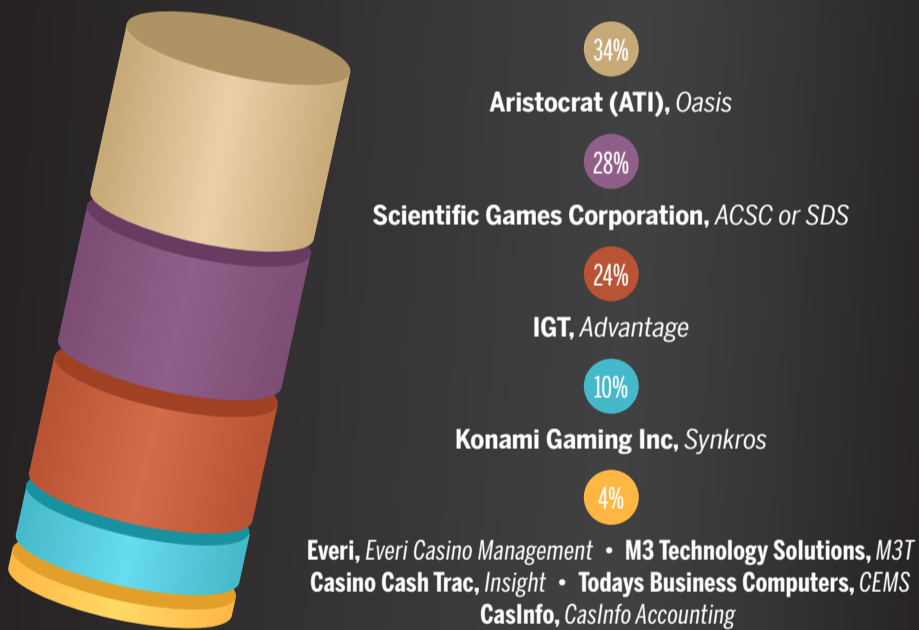 34%
Aristocrat (ATI), Oasis
28%
Scientific Games Corporation, ACSC or SDS
24%
IGT, Advantage
10%
Konami Gaming Inc, Synkros
4%
Everi, Everi Casino Management • M3 Technology Solutions, M3T
Casino Cash Trac, Insight • Todays Business Computers, CEMS
CasInfo, CasInfo Accounting